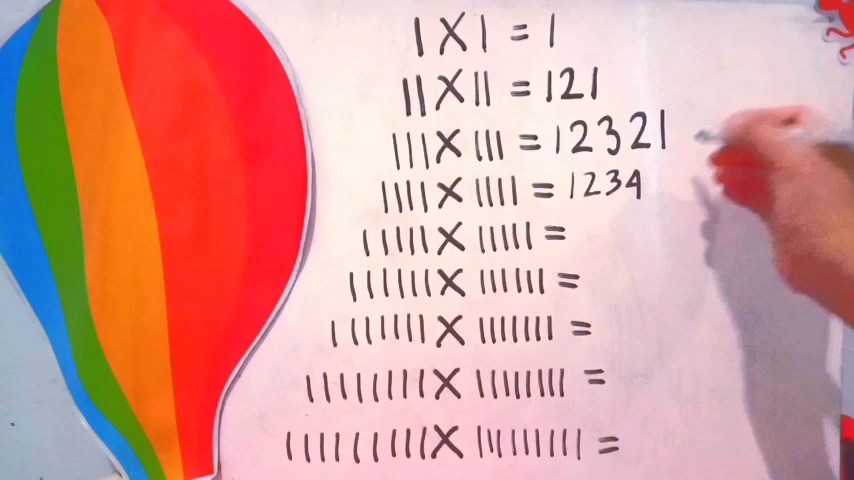 1 X 1 = 1
11 X 11 = 121
111 X 111 = 12321
1111 X 1111 = 1234
11111 X 11111 =
111111 X 111111 =
1111111 X 1111111 =
11111111 X 11111111 =
111111111 X 111111111 =